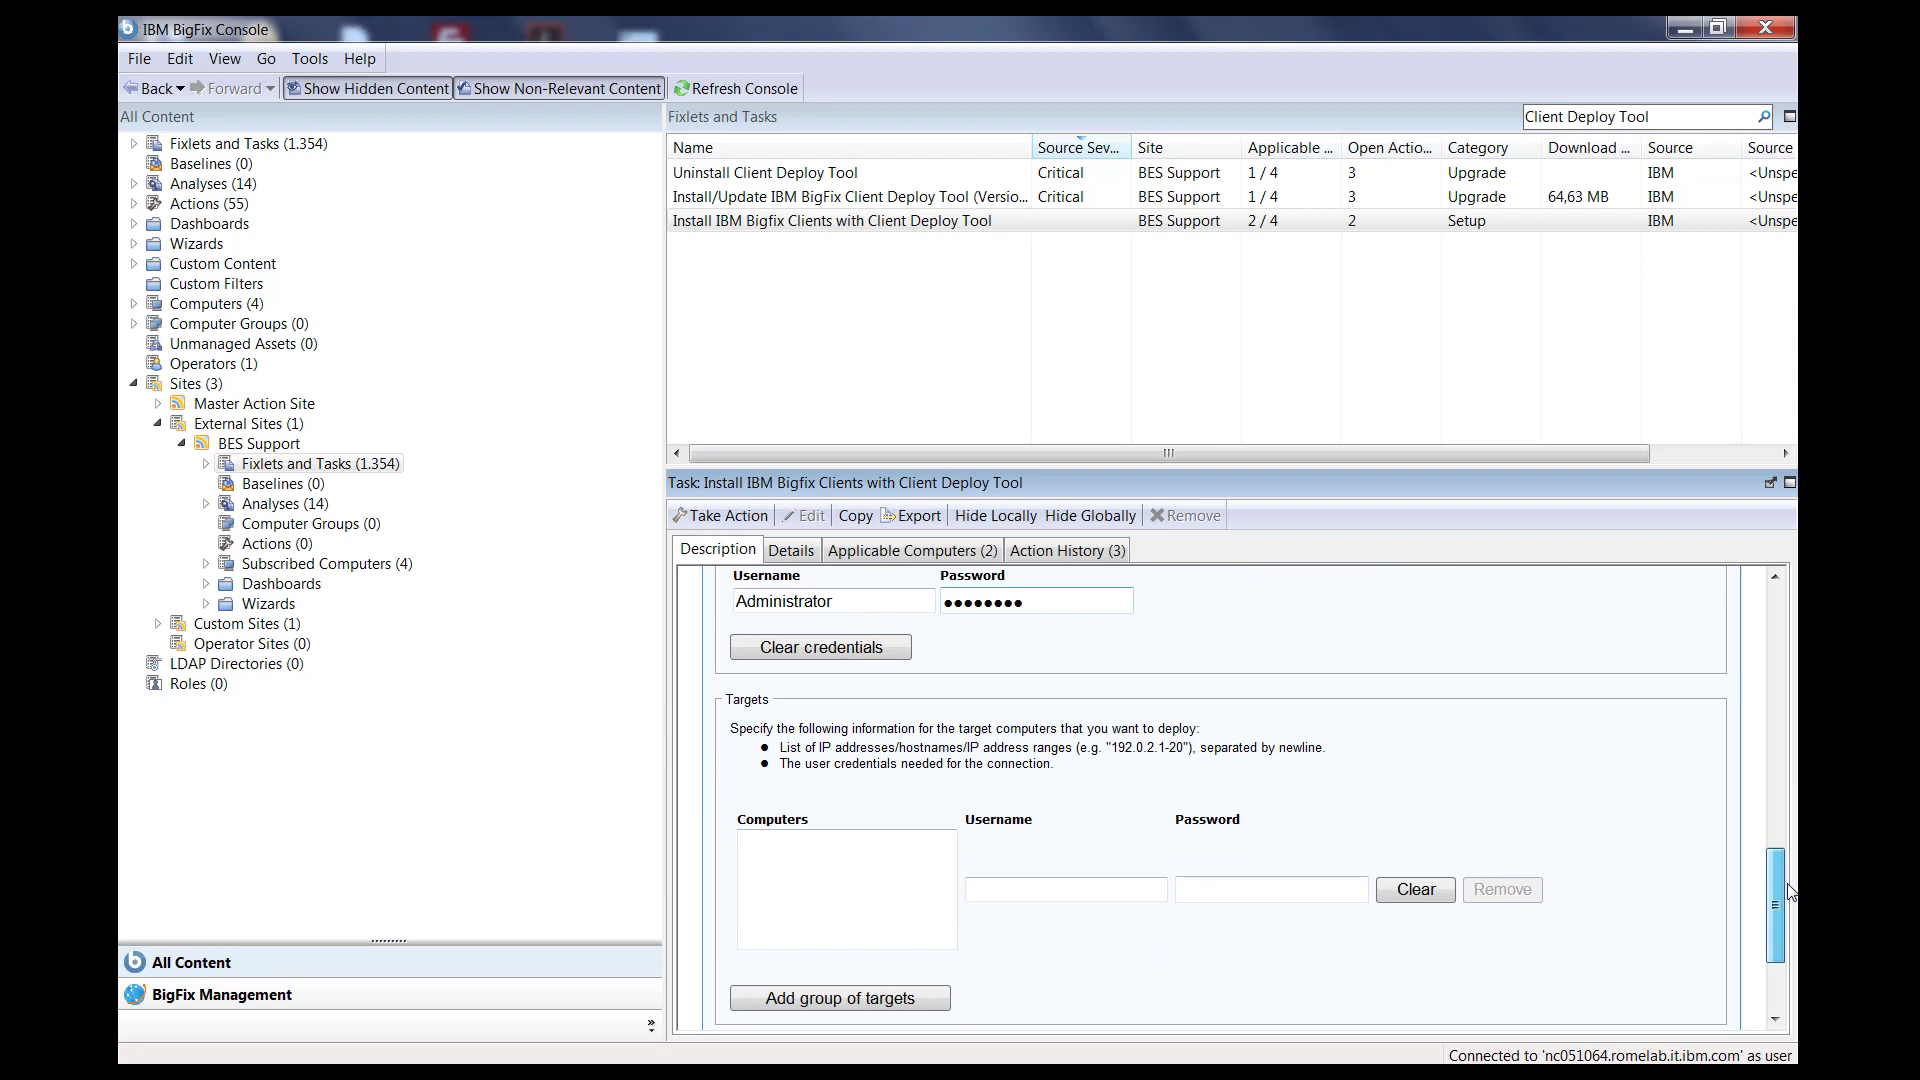 IBM BigFix Console
File Edit View Go Tools Help
Back Forward Show Hidden Content Show Non-Relevant Content Refresh Console
All Content
Fixlets and Tasks (1.354)
Baselines (0)
Analyses (14)
Actions (55)
Dashboards
Wizards
Custom Content
Custom Filters
Computers (4)
Computer Groups (0)
Unmanaged Assets (0)
Operators (1)
Sites (3)
Master Action Site
External Sites (1)
BES Support
Fixlets and Tasks (1.354)
Baselines (0)
Analyses (14)
Computer Groups (0)
Actions (0)
Subscribed Computers (4)
Dashboards
Wizards
Custom Sites (1)
Operator Sites (0)
LDAP Directories (0)
Roles (0)
All Content
BigFix Management
Fixlets and Tasks Client Deploy Tool
Name Source Sev... Site Applicable ... Open Actio... Category Download ... Source Source
Uninstall Client Deploy Tool Critical BES Support 1 / 4 3 Upgrade IBM <Unspe
Install/Update IBM BigFix Client Deploy Tool (Versio... Critical BES Support 1 / 4 3 Upgrade 64,63 MB IBM <Unspe
Install IBM Bigfix Clients with Client Deploy Tool BES Support 2 / 4 2 Setup IBM <Unspe
Task: Install IBM Bigfix Clients with Client Deploy Tool
Take Action Edit Copy Export Hide Locally Hide Globally Remove
Description Details Applicable Computers (2) Action History (3)
Username Password
Administrator ●●●●●●●●
Clear credentials
Targets
Specify the following information for the target computers that you want to deploy:
● List of IP addresses/hostnames/IP address ranges (e.g. "192.0.2.1-20"), separated by newline.
● The user credentials needed for the connection.
Computers Username Password
Clear Remove
Add group of targets
Connected to 'nc051064.romelab.it.ibm.com' as user